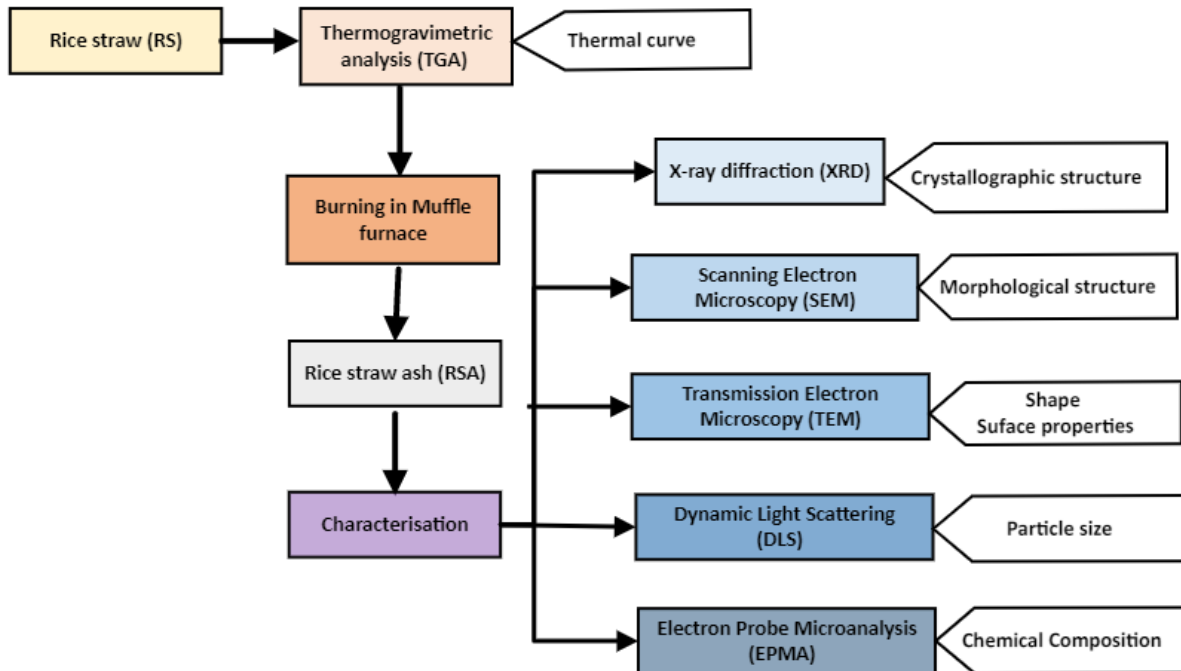 Rice straw (RS)
Thermogravimetric
analysis (TGA)
Thermal curve
Burning in Muffle
furnace
Rice straw ash (RSA)
Characterisation
X-ray diffraction (XRD)
Crystallographic structure
Scanning Electron
Microscopy (SEM)
Morphological structure
Transmission Electron
Microscopy (TEM)
Shape
Suface properties
Dynamic Light Scattering
(DLS)
Particle size
Electron Probe Microanalysis
(EPMA)
Chemical Composition